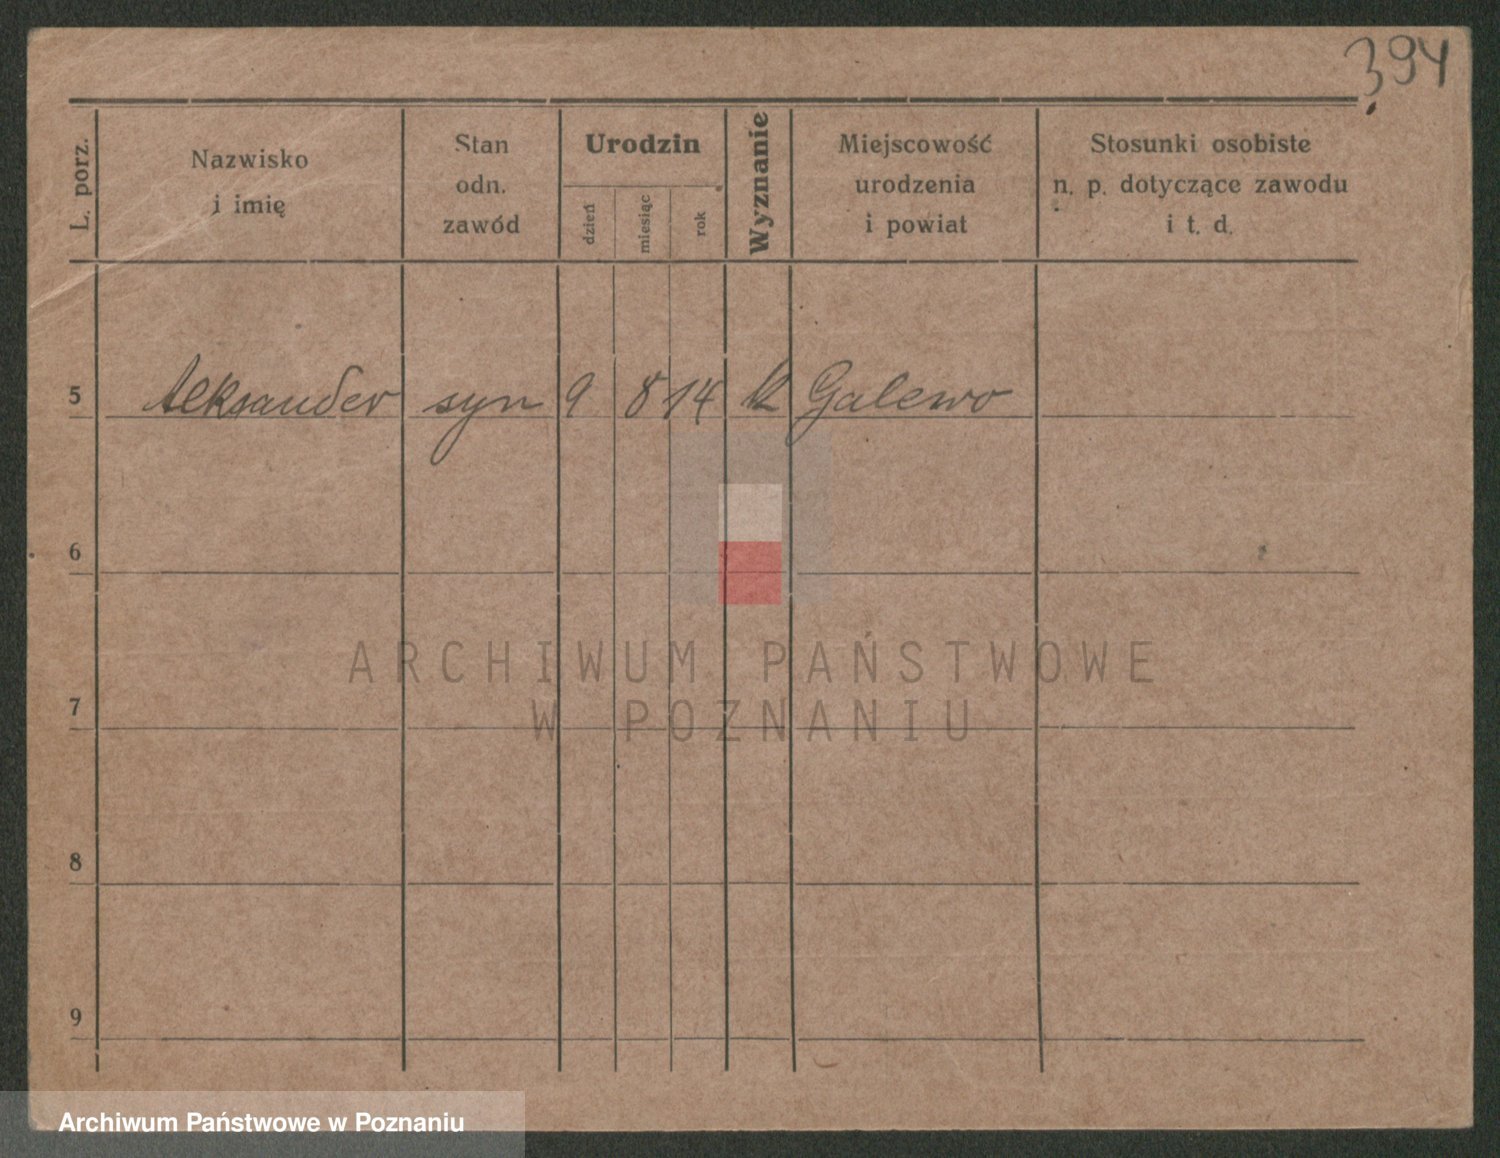 394
L. porz.
Nazwisko
i imię
Stan
odn.
zawód
Urodzin
dzień
miesiąc
rok
Wyznanie
Miejscowość
urodzenia
i powiat
Stosunki osobiste
n. p. dotyczące zawodu
i t. d.
5 Aleksander syn 9 8 14 k Galewo
6
7
8
9
ARCHIWUM PAŃSTWOWE
W POZNANIU
Archiwum Państwowe w Poznaniu